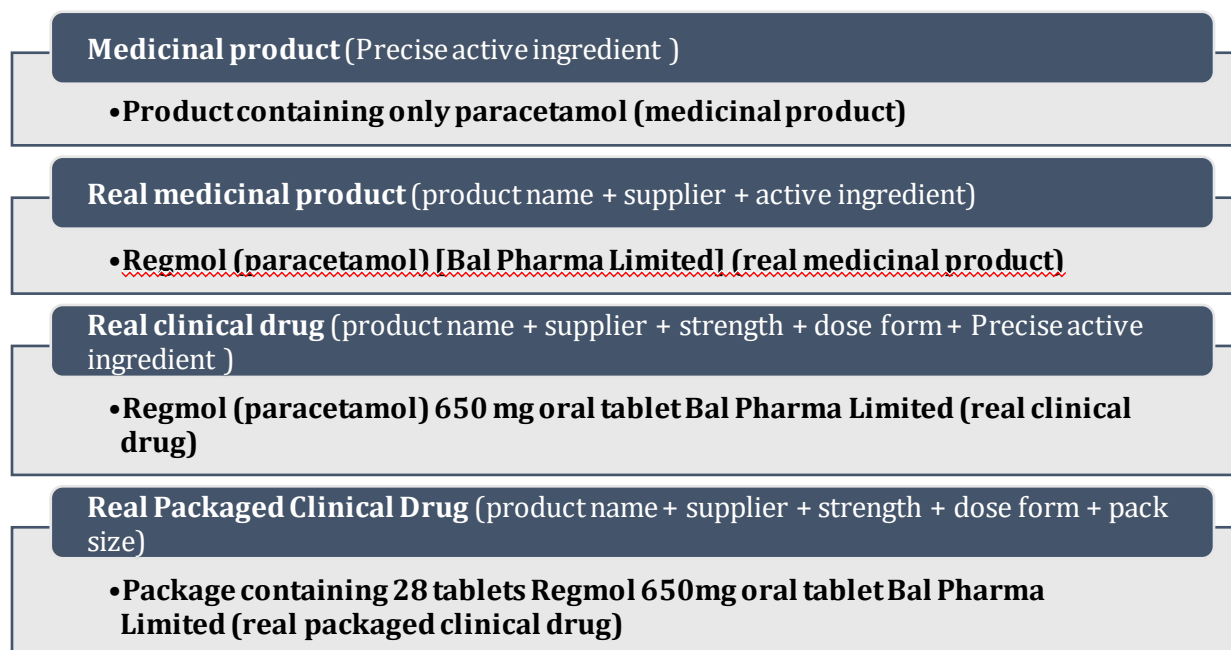 Medicinal product (Precise active ingredient )
•Product containing only paracetamol (medicinal product)
Real medicinal product (product name + supplier + active ingredient)
•Regmol (paracetamol) [Bal Pharma Limited] (real medicinal product)
Real clinical drug (product name + supplier + strength + dose form + Precise active
ingredient )
•Regmol (paracetamol) 650 mg oral tablet Bal Pharma Limited (real clinical
drug)
Real Packaged Clinical Drug (product name + supplier + strength + dose form + pack
size)
•Package containing 28 tablets Regmol 650mg oral tablet Bal Pharma
Limited (real packaged clinical drug)